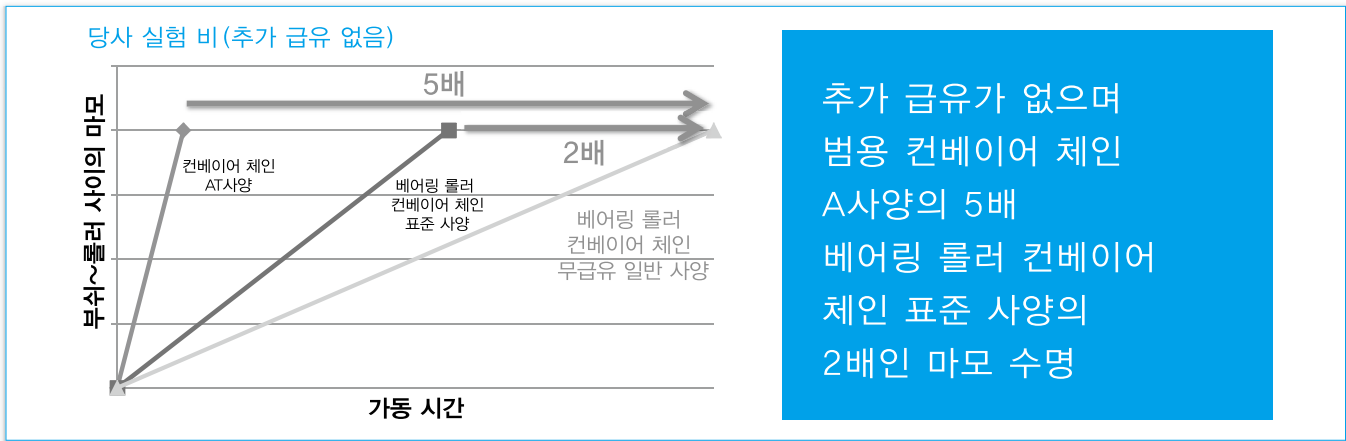 당사 실험 비(추가 급유 없음)
부쉬~롤러 사이의 마모
5배
2배
컨베이어 체인
AT사양
베어링 롤러
컨베이어 체인
표준 사양
베어링 롤러
컨베이어 체인
무급유 일반 사양
가동 시간
추가 급유가 없으며
범용 컨베이어 체인
A사양의 5배
베어링 롤러 컨베이어
체인 표준 사양의
2배인 마모 수명